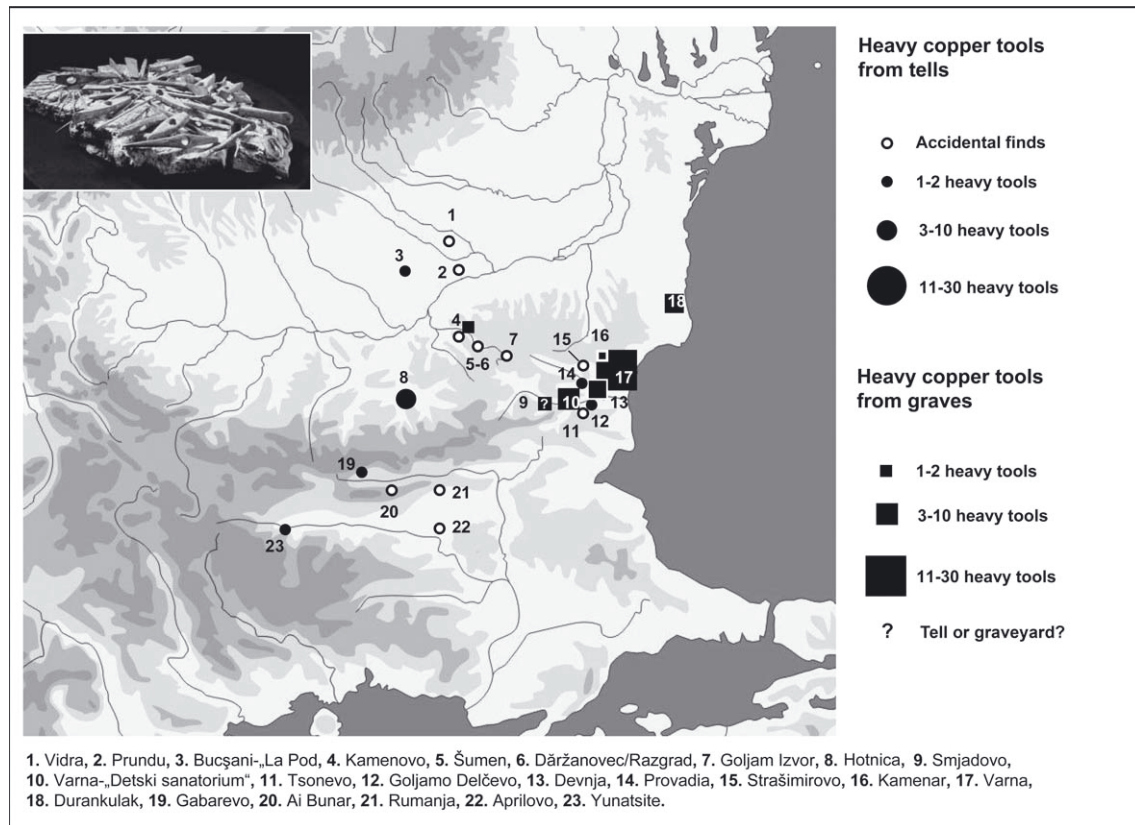 Heavy copper tools
from tells
Accidental finds
1-2 heavy tools
3-10 heavy tools
11-30 heavy tools
Heavy copper tools
from graves
1-2 heavy tools
3-10 heavy tools
11-30 heavy tools
? Tell or graveyard?
1
2
3
4
5-6
7
8
9
?
10
11
12
13
14
15
16
17
18
19
20
21
22
23
1. Vidra, 2. Prundu, 3. Bucşani-„La Pod, 4. Kamenovo, 5. Šumen, 6. Dăržanovec/Razgrad, 7. Goljam Izvor, 8. Hotnica, 9. Smjadovo,
10. Varna-„Detski sanatorium“, 11. Tsonevo, 12. Goljamo Delčevo, 13. Devnja, 14. Provadia, 15. Strašimirovo, 16. Kamenar, 17. Varna,
18. Durankulak, 19. Gabarevo, 20. Ai Bunar, 21. Rumanja, 22. Aprilovo, 23. Yunatsite.